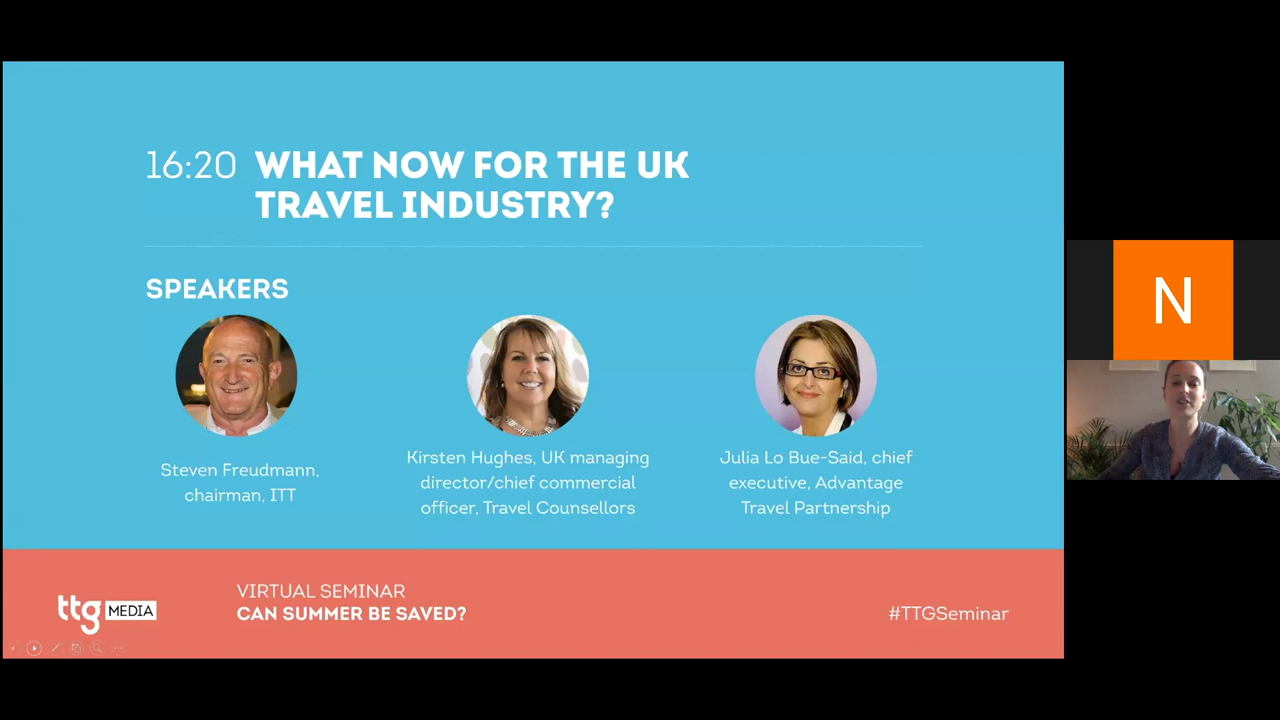 16:20 WHAT NOW FOR THE UK
TRAVEL INDUSTRY?
SPEAKERS
Steven Freudmann,
chairman, ITT
Kirsten Hughes, UK managing
director/chief commercial
officer, Travel Counsellors
Julia Lo Bue-Said, chief
executive, Advantage
Travel Partnership
ttg MEDIA
VIRTUAL SEMINAR
CAN SUMMER BE SAVED?
#TTGSeminar
N